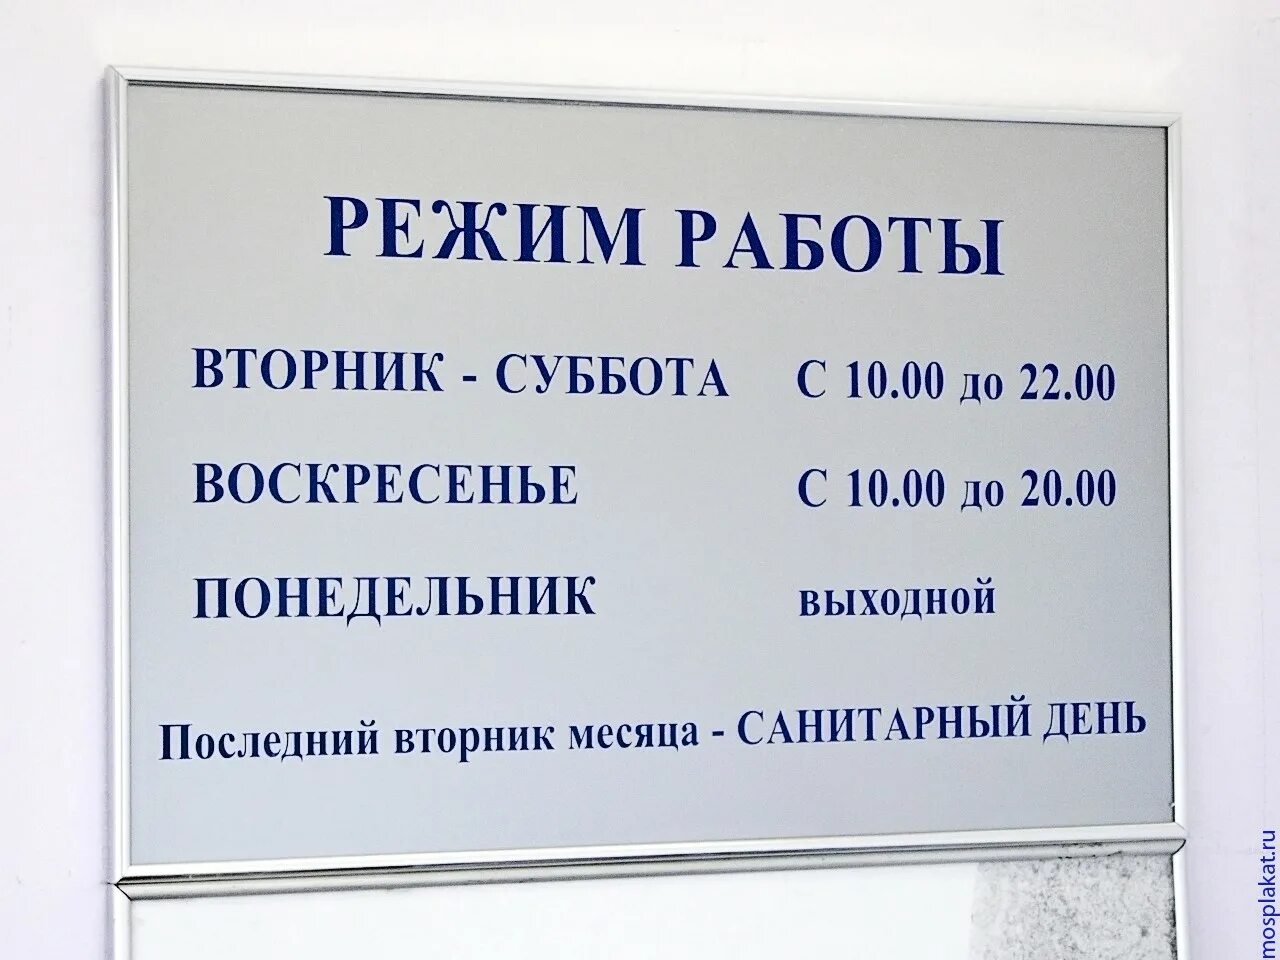 РЕЖИМ РАБОТЫ
ВТОРНИК - СУББОТА С 10.00 до 22.00
ВОСКРЕСЕНЬЕ С 10.00 до 20.00
ПОНЕДЕЛЬНИК выходной
Последний вторник месяца - САНИТАРНЫЙ ДЕНЬ
mosplakat.ru